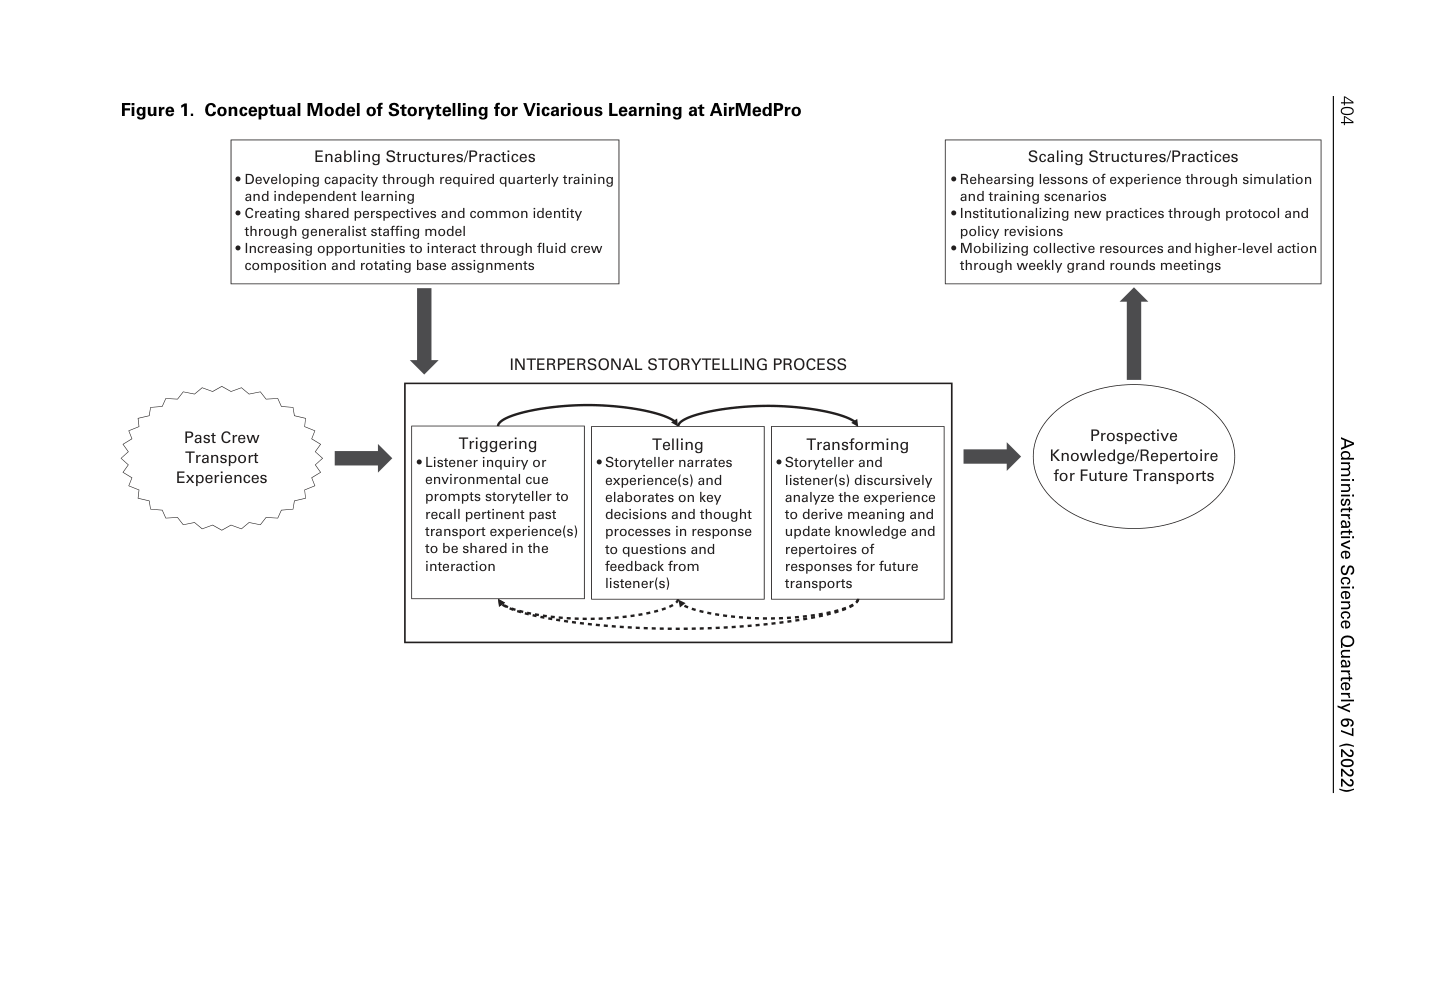 Figure 1. Conceptual Model of Storytelling for Vicarious Learning at AirMedPro
404
Enabling Structures/Practices
• Developing capacity through required quarterly training
and independent learning
• Creating shared perspectives and common identity
through generalist staffing model
• Increasing opportunities to interact through fluid crew
composition and rotating base assignments
Scaling Structures/Practices
• Rehearsing lessons of experience through simulation
and training scenarios
• Institutionalizing new practices through protocol and
policy revisions
• Mobilizing collective resources and higher-level action
through weekly grand rounds meetings
INTERPERSONAL STORYTELLING PROCESS
Past Crew
Transport
Experiences
Triggering
• Listener inquiry or
environmental cue
prompts storyteller to
recall pertinent past
transport experience(s)
to be shared in the
interaction
Telling
• Storyteller narrates
experience(s) and
elaborates on key
decisions and thought
processes in response
to questions and
feedback from
listener(s)
Transforming
• Storyteller and
listener(s) discursively
analyze the experience
to derive meaning and
update knowledge and
repertoires of
responses for future
transports
Prospective
Knowledge/Repertoire
for Future Transports
Administrative Science Quarterly 67 (2022)